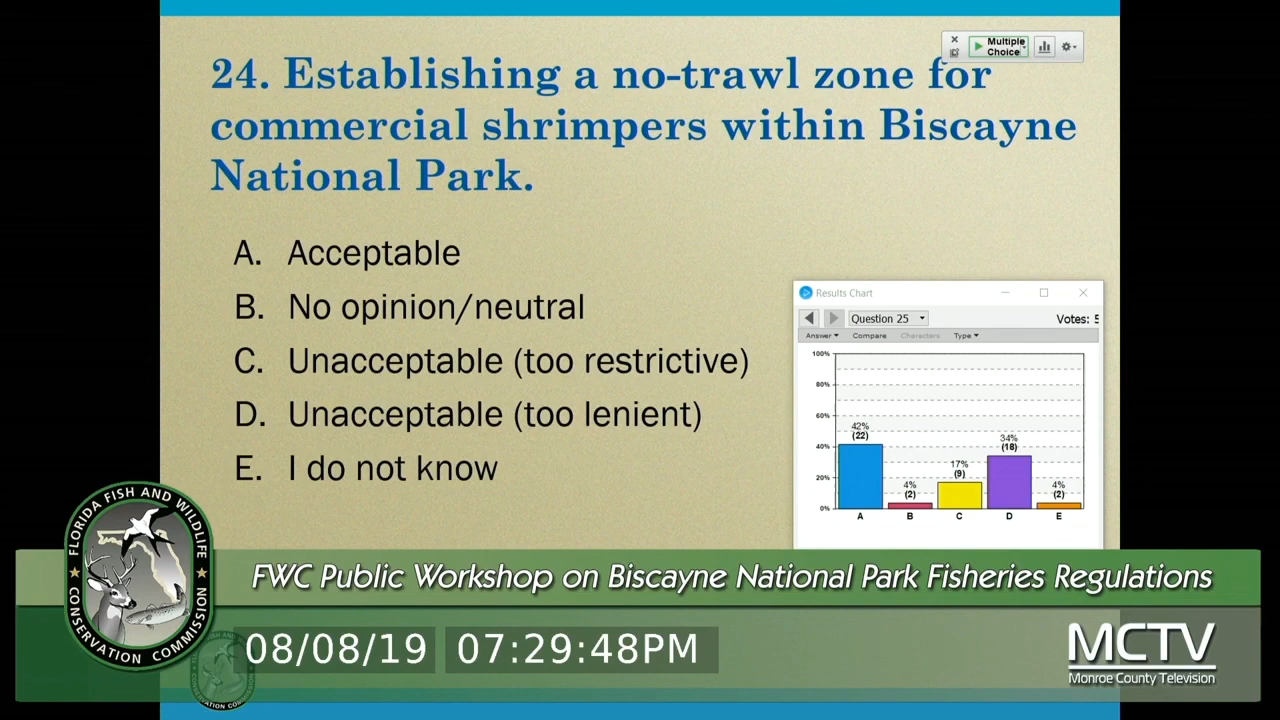 24. Establishing a no-trawl zone for
commercial shrimpers within Biscayne
National Park.
Multiple
Choice
A. Acceptable
B. No opinion/neutral
C. Unacceptable (too restrictive)
D. Unacceptable (too lenient)
E. I do not know
Results Chart
Question 25
Votes: 5
Answer Compare Characters Type
100%
80%
60%
40%
20%
0%
42%
(22)
4%
(2)
17%
(9)
34%
(18)
4%
(2)
A B C D E
FLORIDA FISH AND WILDLIFE
CONSERVATION COMMISSION
FWC Public Workshop on Biscayne National Park Fisheries Regulations
08/08/19 07:29:48PM
MCTV
Monroe County Television